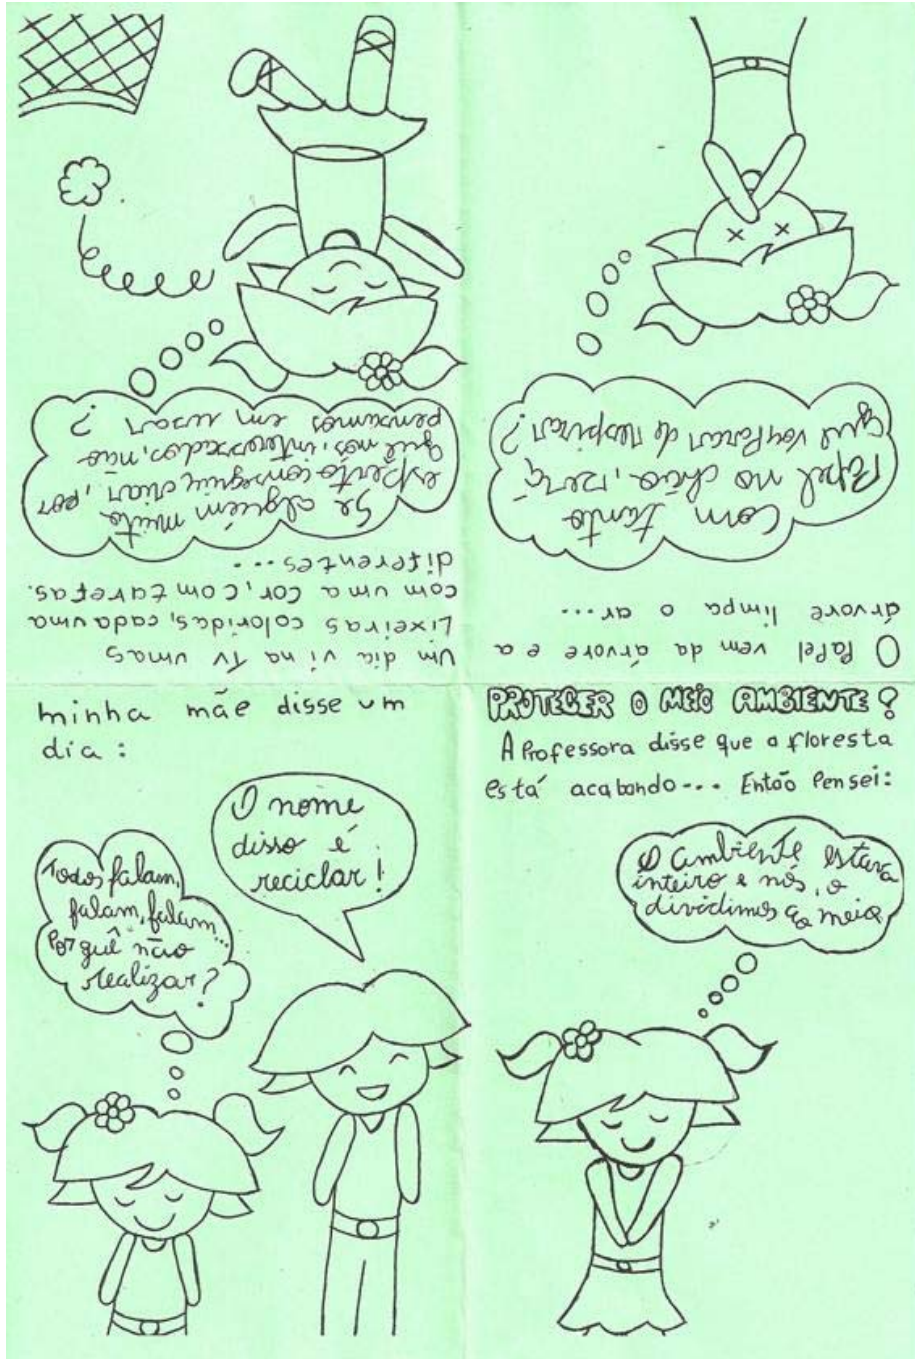 PROTEGER O MEIO AMBIENTE?
A Professora disse que a floresta
está acabando... Então Pensei:
O ambiente estava
inteiro e nós, o
dividimos ao meio
O Papel vem da árvore e a
árvore limpa o ar...
Com tanto
Papel no chão, será
que vou parar de respirar?
Um dia vi na TV umas
Lixeiras coloridas, cada uma
com uma cor, com tarefas
diferentes...
Se alguém muito
esperto conseguiu criar, por
que nós, interessados, não
pensamos em usar?
minha mãe disse um
dia:
O nome
disso é
reciclar!
Todos falam,
falam, falam...
Por quê não
realizar?